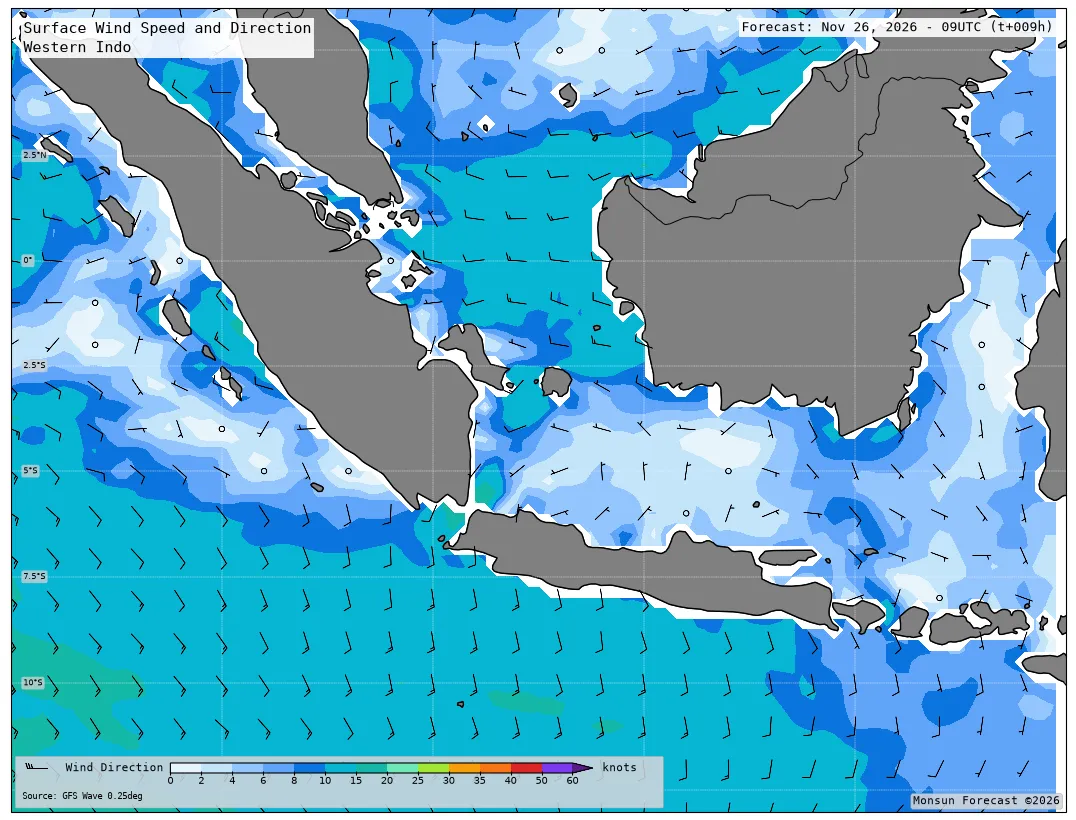 Surface Wind Speed and Direction
Western Indo
Forecast: Nov 26, 2026 - 09UTC (t+009h)
2.5°N
0°
2.5°S
5°S
7.5°S
10°S
Wind Direction
knots
0 2 4 6 8 10 15 20 25 30 35 40 50 60
Source: GFS Wave 0.25deg
Monsun Forecast ©2026